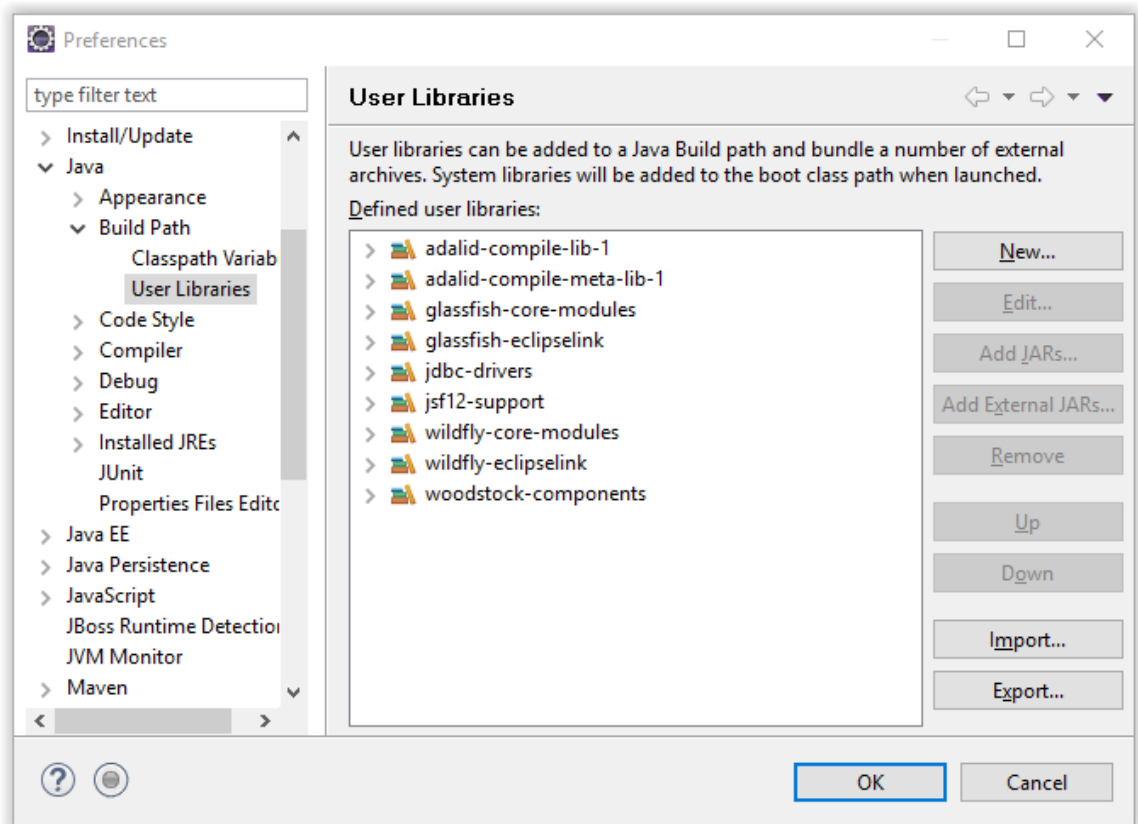 Preferences
type filter text
Install/Update
Java
Appearance
Build Path
Classpath Variab
User Libraries
Code Style
Compiler
Debug
Editor
Installed JREs
JUnit
Properties Files Edito
Java EE
Java Persistence
JavaScript
JBoss Runtime Detection
JVM Monitor
Maven
User Libraries
User libraries can be added to a Java Build path and bundle a number of external
archives. System libraries will be added to the boot class path when launched.
Defined user libraries:
adalid-compile-lib-1
adalid-compile-meta-lib-1
glassfish-core-modules
glassfish-eclipselink
jdbc-drivers
jsf12-support
wildfly-core-modules
wildfly-eclipselink
woodstock-components
New...
Edit...
Add JARs...
Add External JARs...
Remove
Up
Down
Import...
Export...
?
OK
Cancel